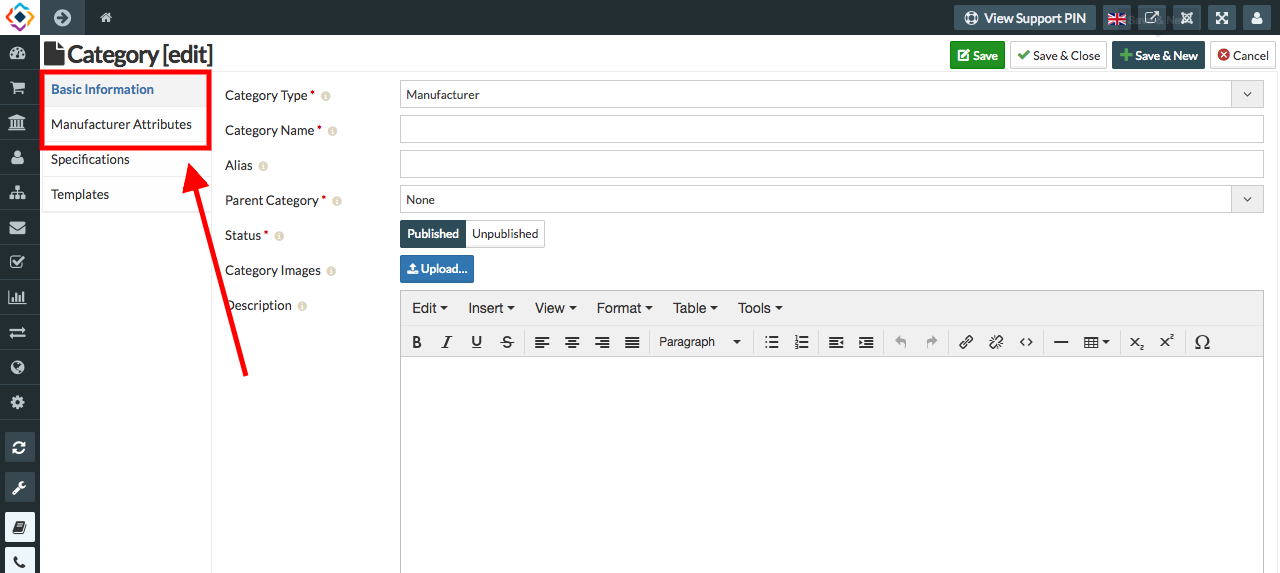 View Support PIN
Category [edit]
Save
Save & Close
Save & New
Cancel
Basic Information
Manufacturer Attributes
Specifications
Templates
Category Type *
Manufacturer
Category Name *
Alias
Parent Category *
None
Status *
Published
Unpublished
Category Images
Upload...
Description
Edit Insert View Format Table Tools
B I U S Paragraph X₂ X² Ω